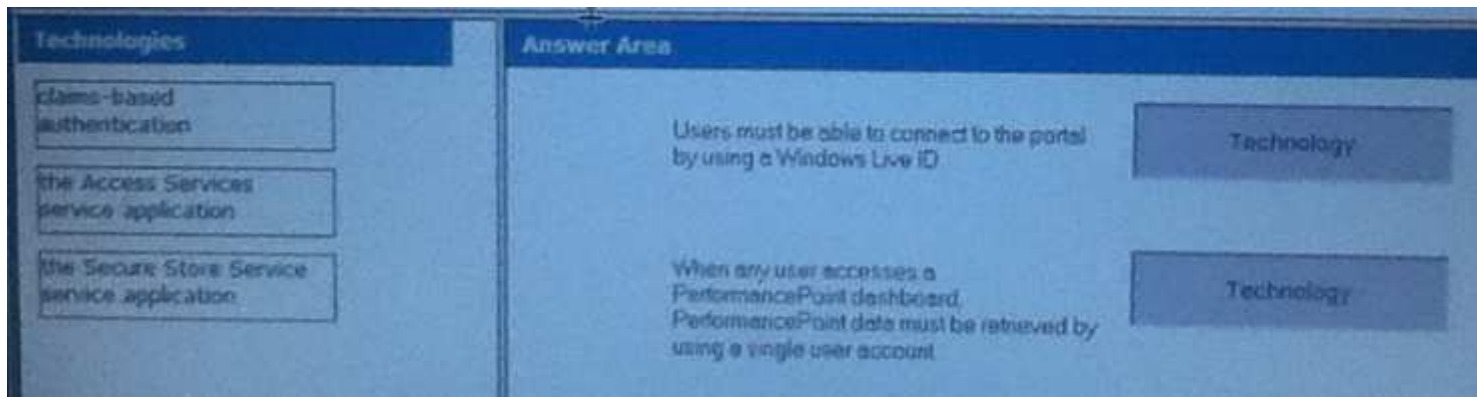 Technologies
claims-based
authentication
the Access Services
service application
the Secure Store Service
service application
Answer Area
Users must be able to connect to the portal
by using a Windows Live ID
Technology
When any user accesses a
PerformancePoint dashboard,
PerformancePoint data must be retrieved by
using a single user account
Technology